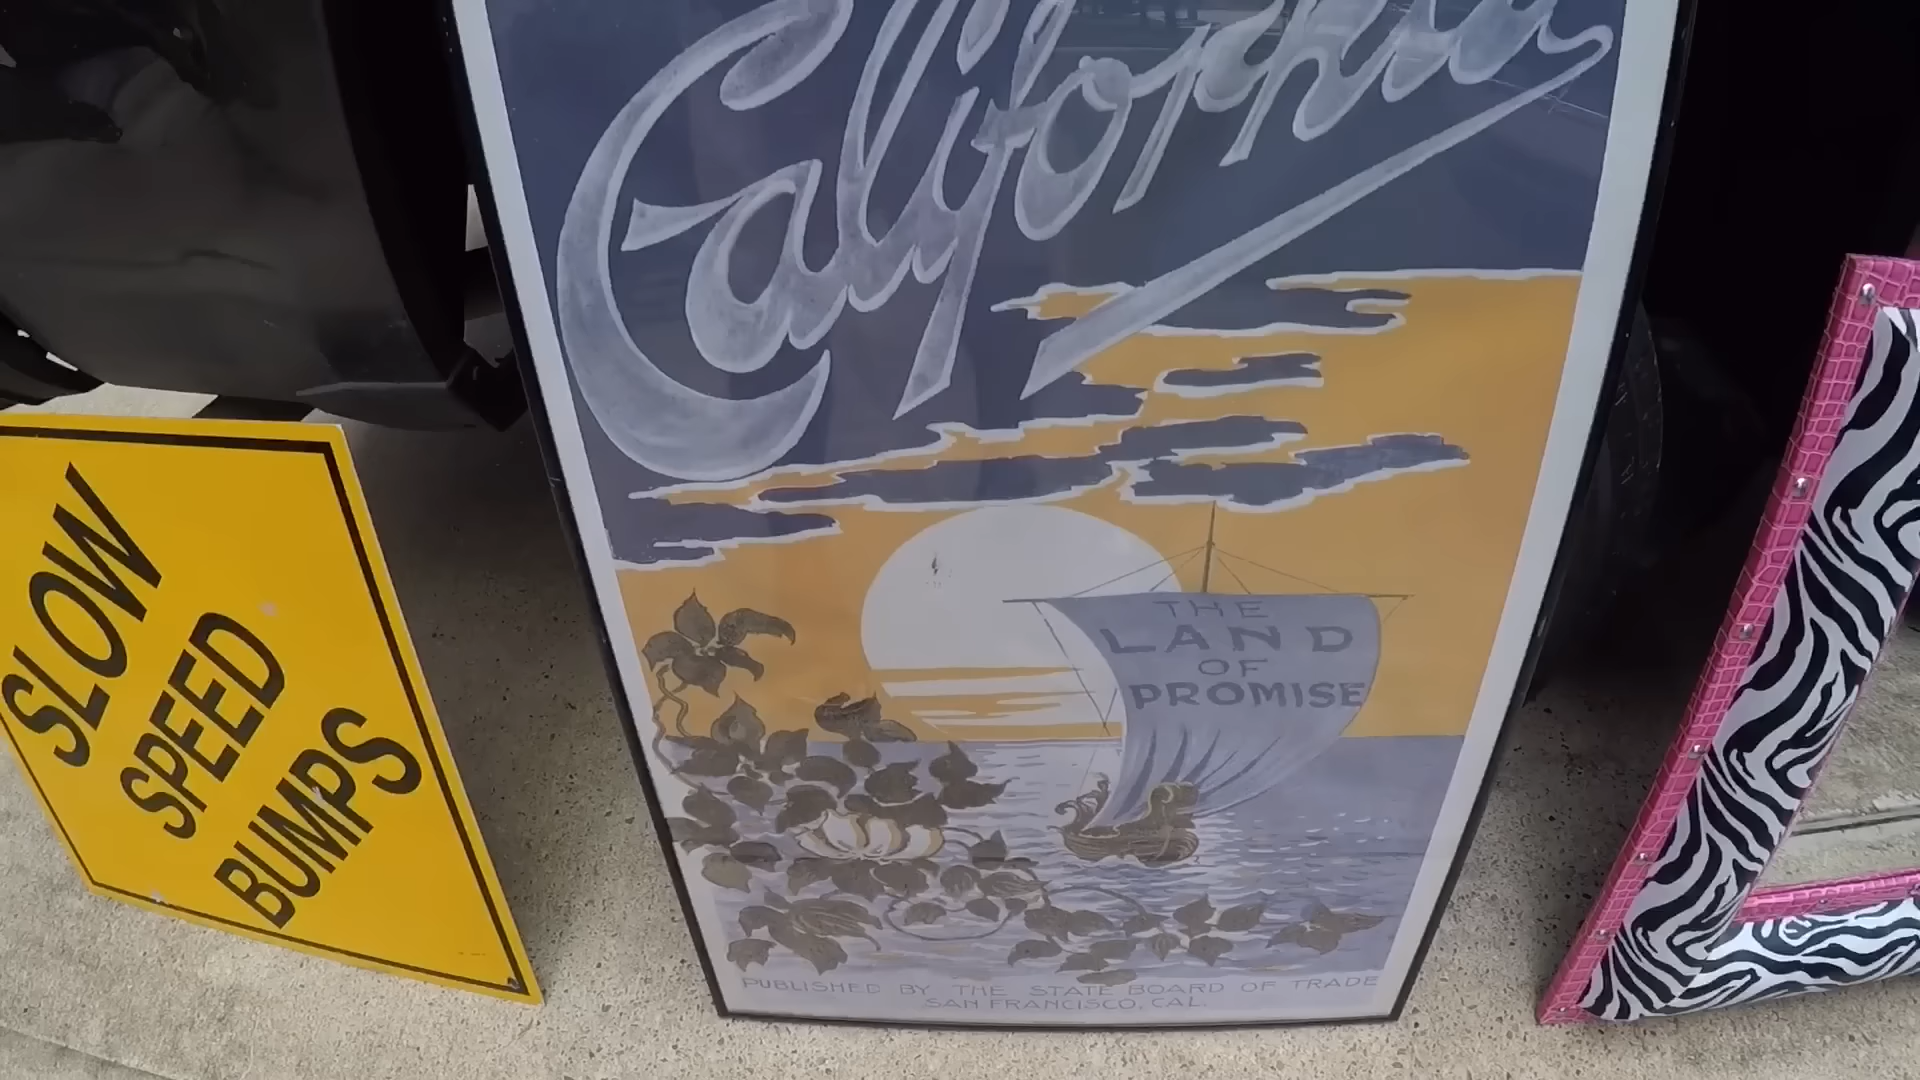 SLOW
SPEED
BUMPS
California
THE
LAND
OF
PROMISE
PUBLISHED BY THE STATE BOARD OF TRADE
SAN FRANCISCO, CAL.